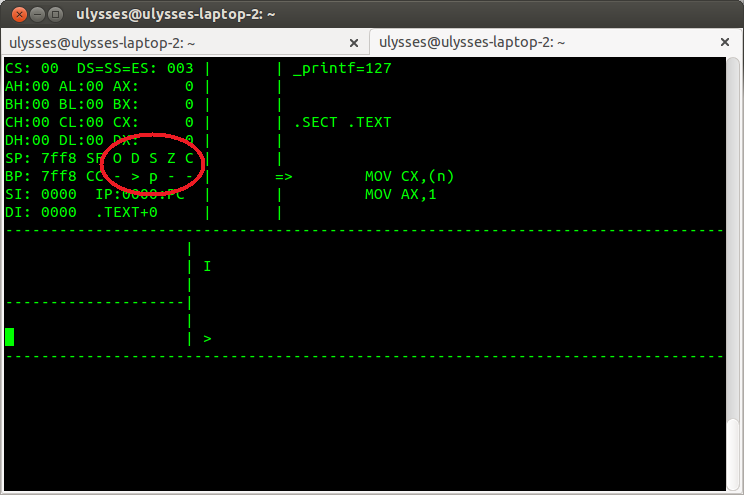 ulysses@ulysses-laptop-2: ~
ulysses@ulysses-laptop-2: ~ × ulysses@ulysses-laptop-2: ~ ×
CS: 00  DS=SS=ES: 003 |       | _printf=127
AH:00 AL:00 AX:     0 |       |
BH:00 BL:00 BX:     0 |       |
CH:00 CL:00 CX:     0 |       | .SECT .TEXT
DH:00 DL:00 DX:     0 |       |
SP: 7ff8 SF O D S Z C |       |
BP: 7ff8 CC - > p - - |       =>        MOV CX,(n)
SI: 0000  IP:0000:PC  |       |         MOV AX,1
DI: 0000  .TEXT+0     |       |
--------------------------------------------------------------------------------
                    |
                    | I
                    |
--------------------|
                    |
                    | >
--------------------------------------------------------------------------------